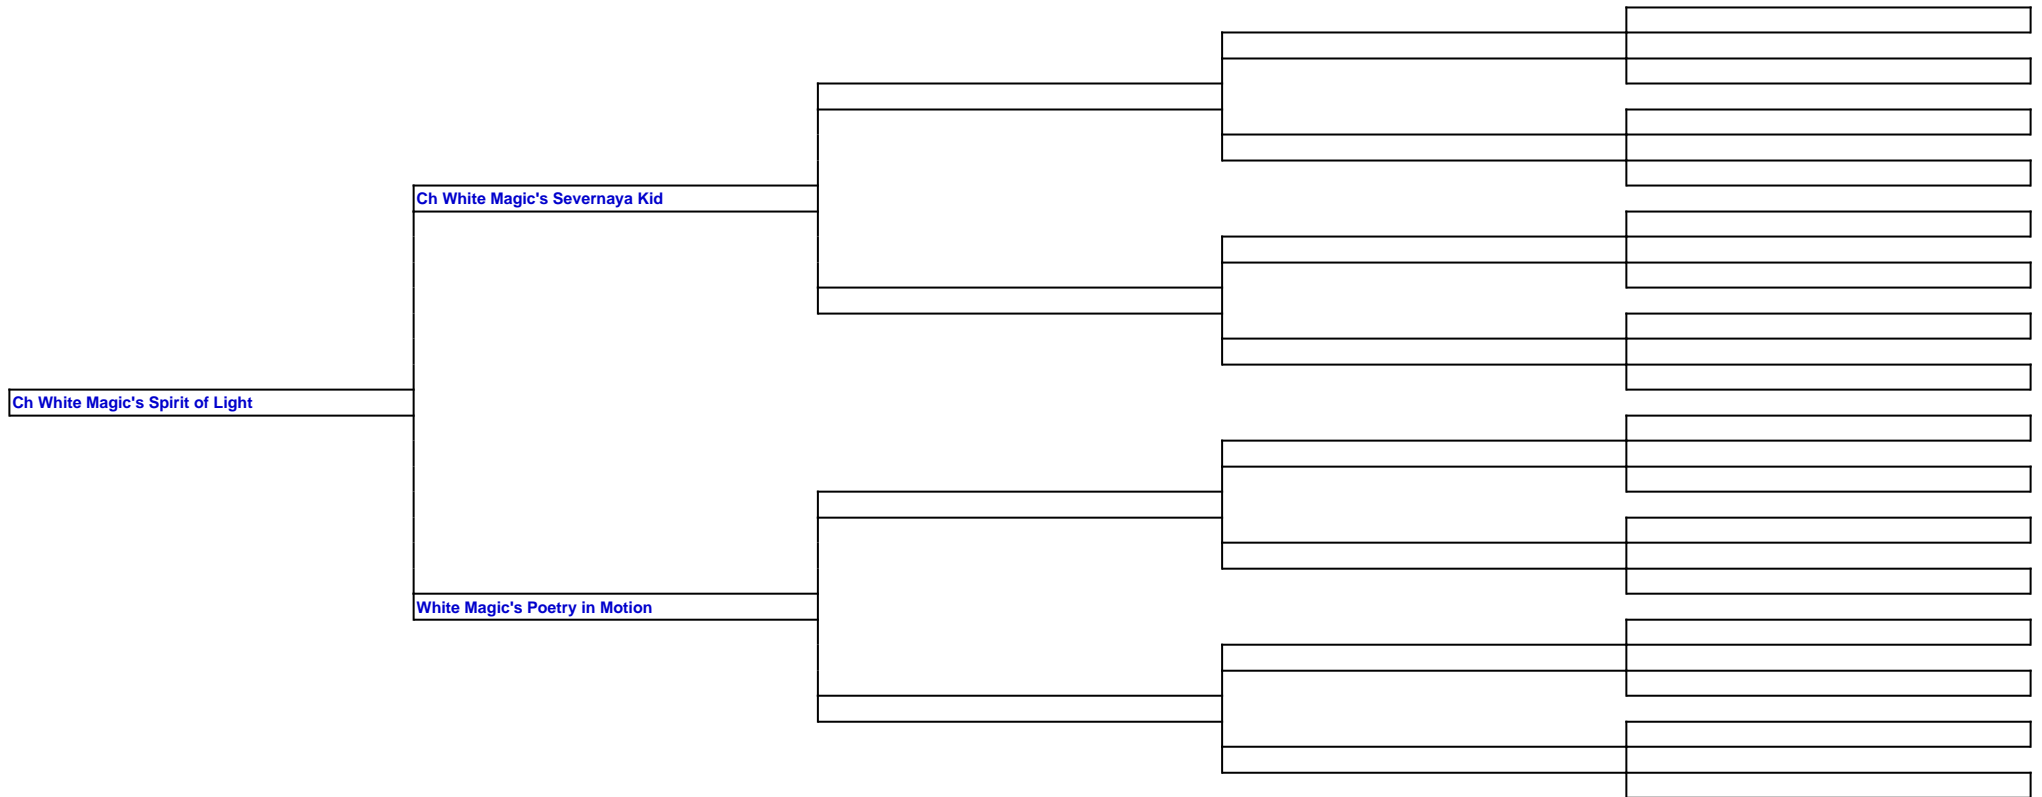 Ch White Magic's Severnaya Kid
Ch White Magic's Spirit of Light
White Magic's Poetry in Motion